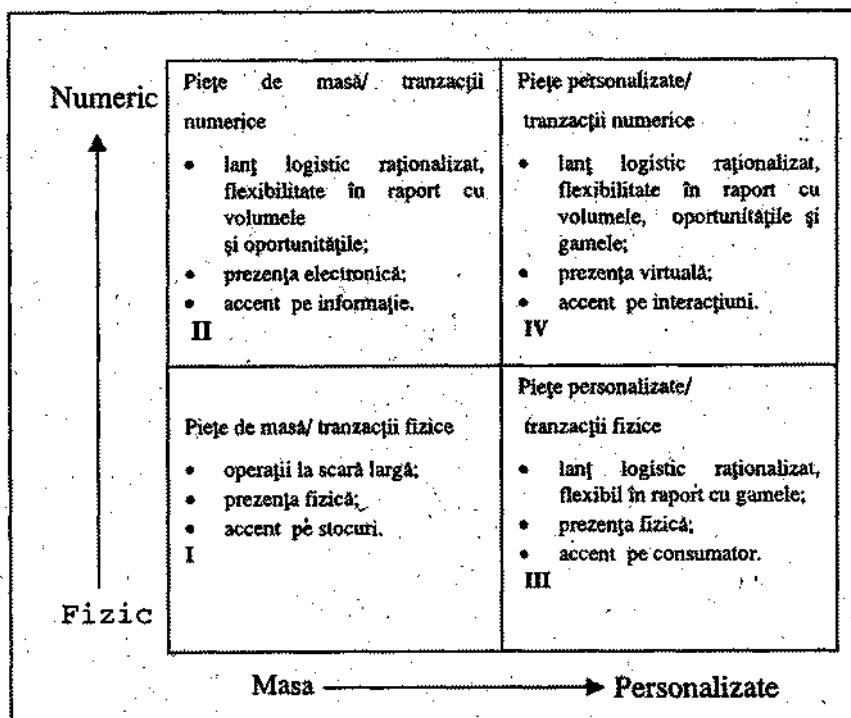 Numeric
Piețe de masă/ tranzacții
numerice
• lanț logistic raționalizat,
flexibilitate în raport cu
volumele
și oportunitățile;
• prezența electronică;
• accent pe informație.
II
Piețe personalizate/
tranzacții numerice
• lanț logistic raționalizat,
flexibilitate în raport cu
volumele, oportunitățile și
gamele;
• prezența virtuală;
• accent pe interacțiuni.
IV
Piețe de masă/ tranzacții fizice
• operații la scară largă;
• prezența fizică;
• accent pe stocuri.
I
Piețe personalizate/
tranzacții fizice
• lanț logistic raționalizat,
flexibil în raport cu gamele;
• prezența fizică;
• accent pe consumator.
III
Fizic
Masa
Personalizate